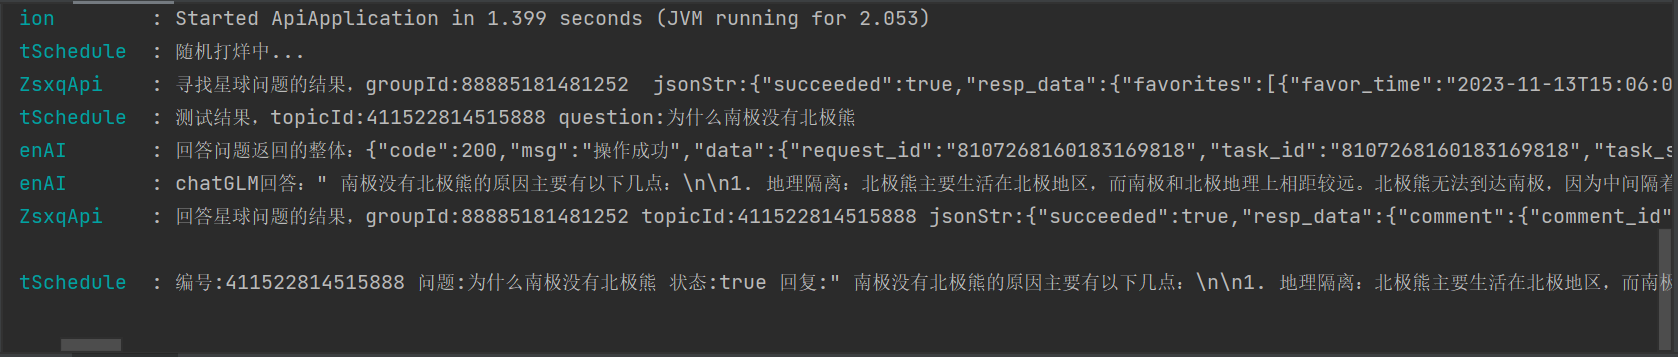 ion : Started ApiApplication in 1.399 seconds (JVM running for 2.053)
tSchedule : 随机打烊中...
ZsxqApi : 寻找星球问题的结果，groupId:88885181481252 jsonStr:{"succeeded":true,"resp_data":{"favorites":[{"favor_time":"2023-11-13T15:06:0
tSchedule : 测试结果，topicId:411522814515888 question:为什么南极没有北极熊
enAI : 回答问题返回的整体：{"code":200,"msg":"操作成功","data":{"request_id":"8107268160183169818","task_id":"8107268160183169818","task_s
enAI : chatGLM回答：" 南极没有北极熊的原因主要有以下几点：\n\n1. 地理隔离：北极熊主要生活在北极地区，而南极和北极地理上相距较远。北极熊无法到达南极，因为中间隔着
ZsxqApi : 回答星球问题的结果，groupId:88885181481252 topicId:411522814515888 jsonStr:{"succeeded":true,"resp_data":{"comment":{"comment_id"
tSchedule : 编号:411522814515888 问题:为什么南极没有北极熊 状态:true 回复:" 南极没有北极熊的原因主要有以下几点：\n\n1. 地理隔离：北极熊主要生活在北极地区，而南极